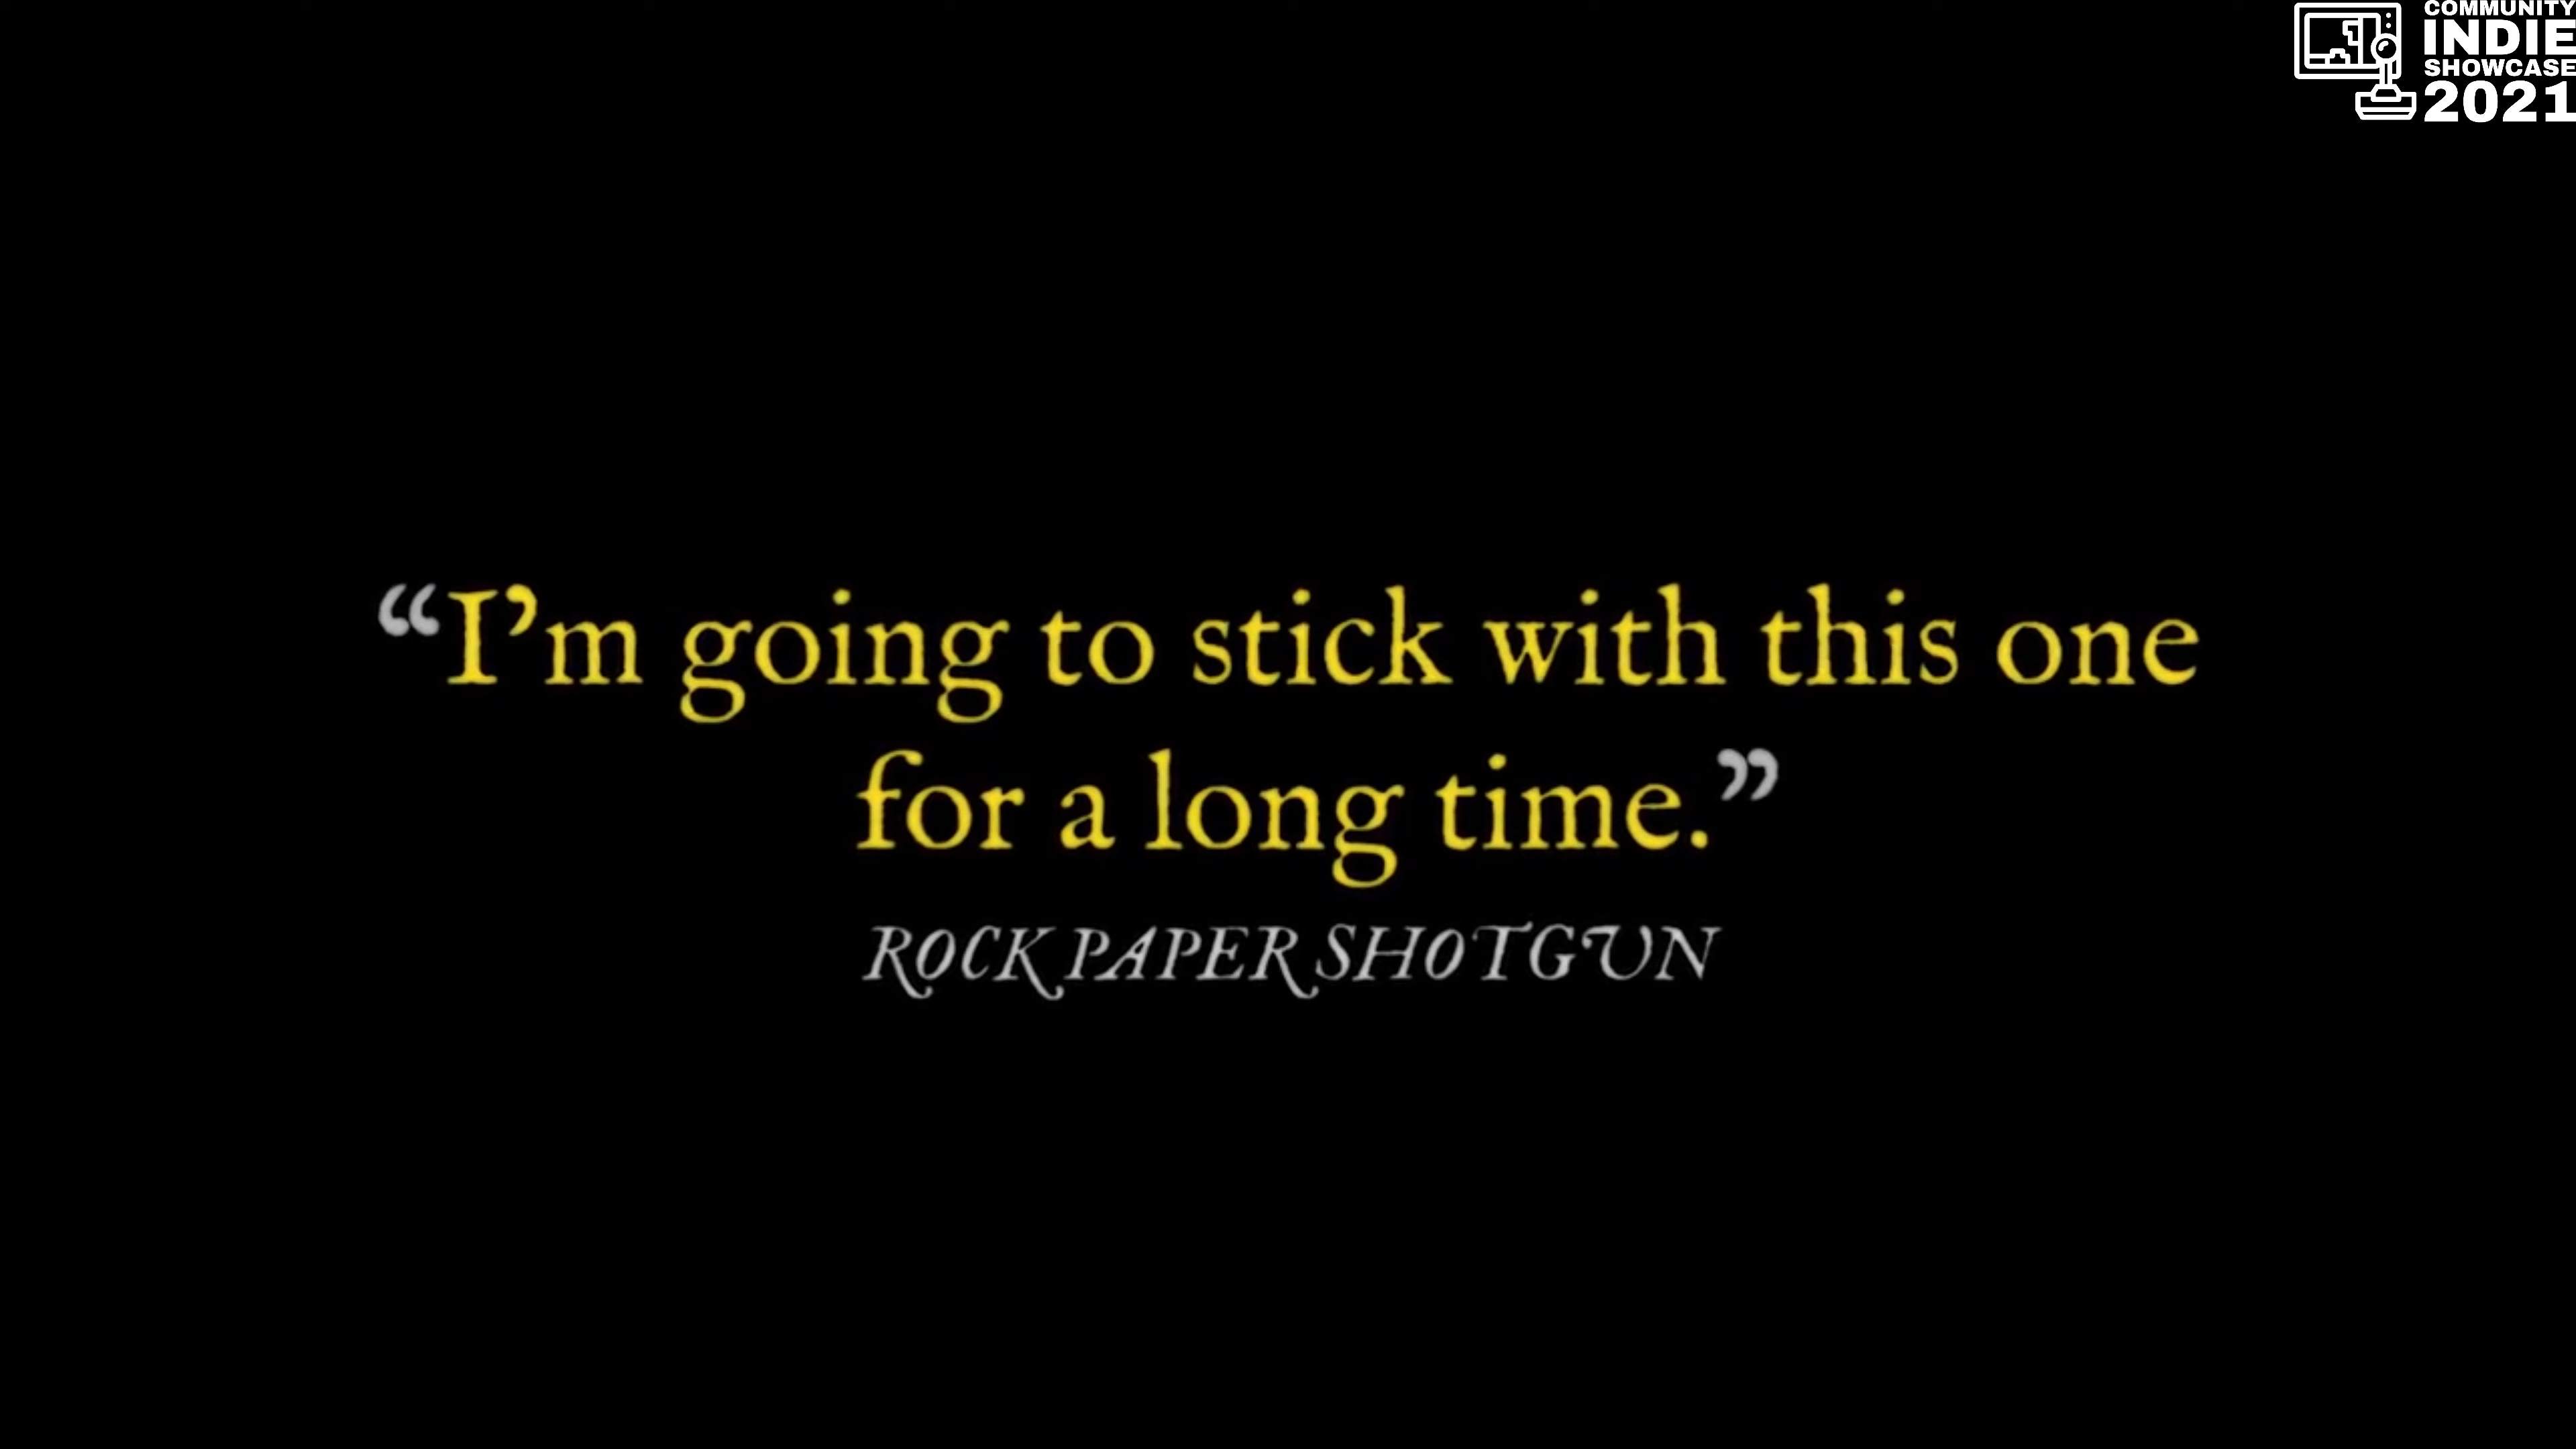 COMMUNITY
INDIE
SHOWCASE
2021
“I’m going to stick with this one
for a long time.”
ROCK PAPER SHOTGUN